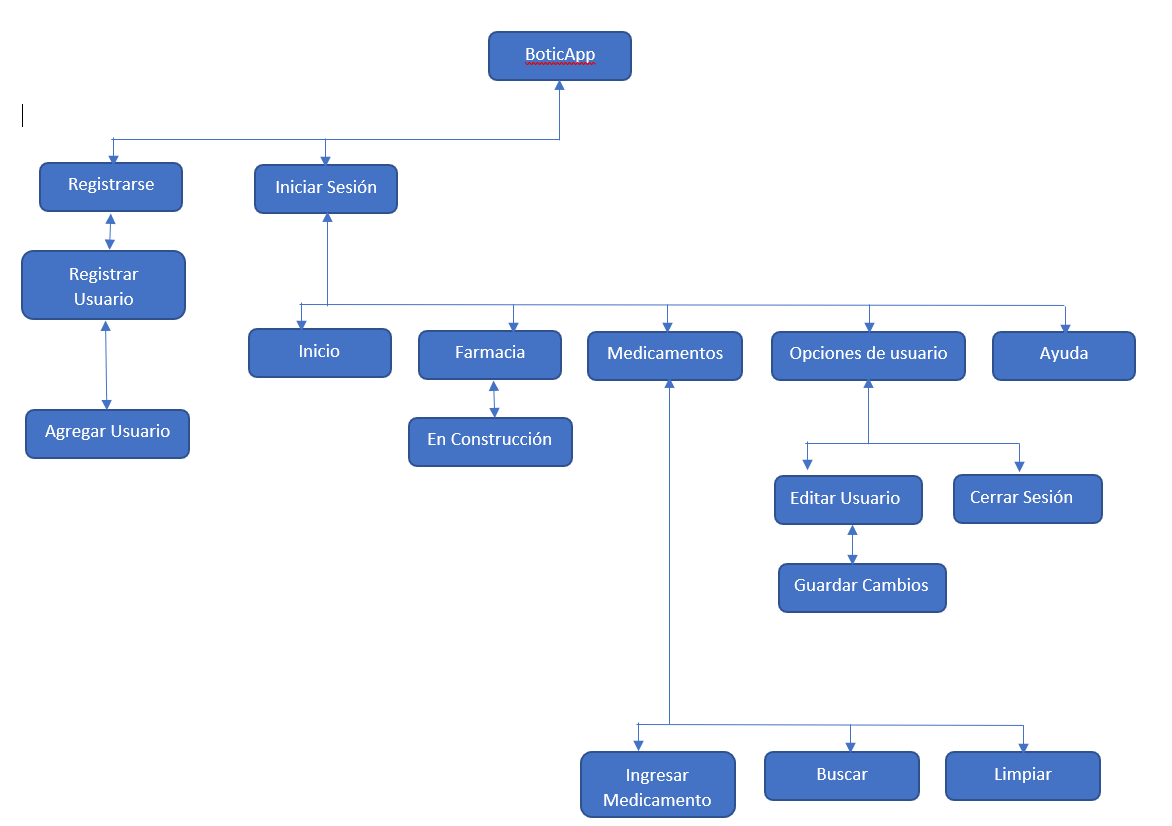 BoticApp
Registrarse
Iniciar Sesión
Registrar
Usuario
Inicio
Farmacia
Medicamentos
Opciones de usuario
Ayuda
Agregar Usuario
En Construcción
Editar Usuario
Cerrar Sesión
Guardar Cambios
Ingresar
Medicamento
Buscar
Limpiar